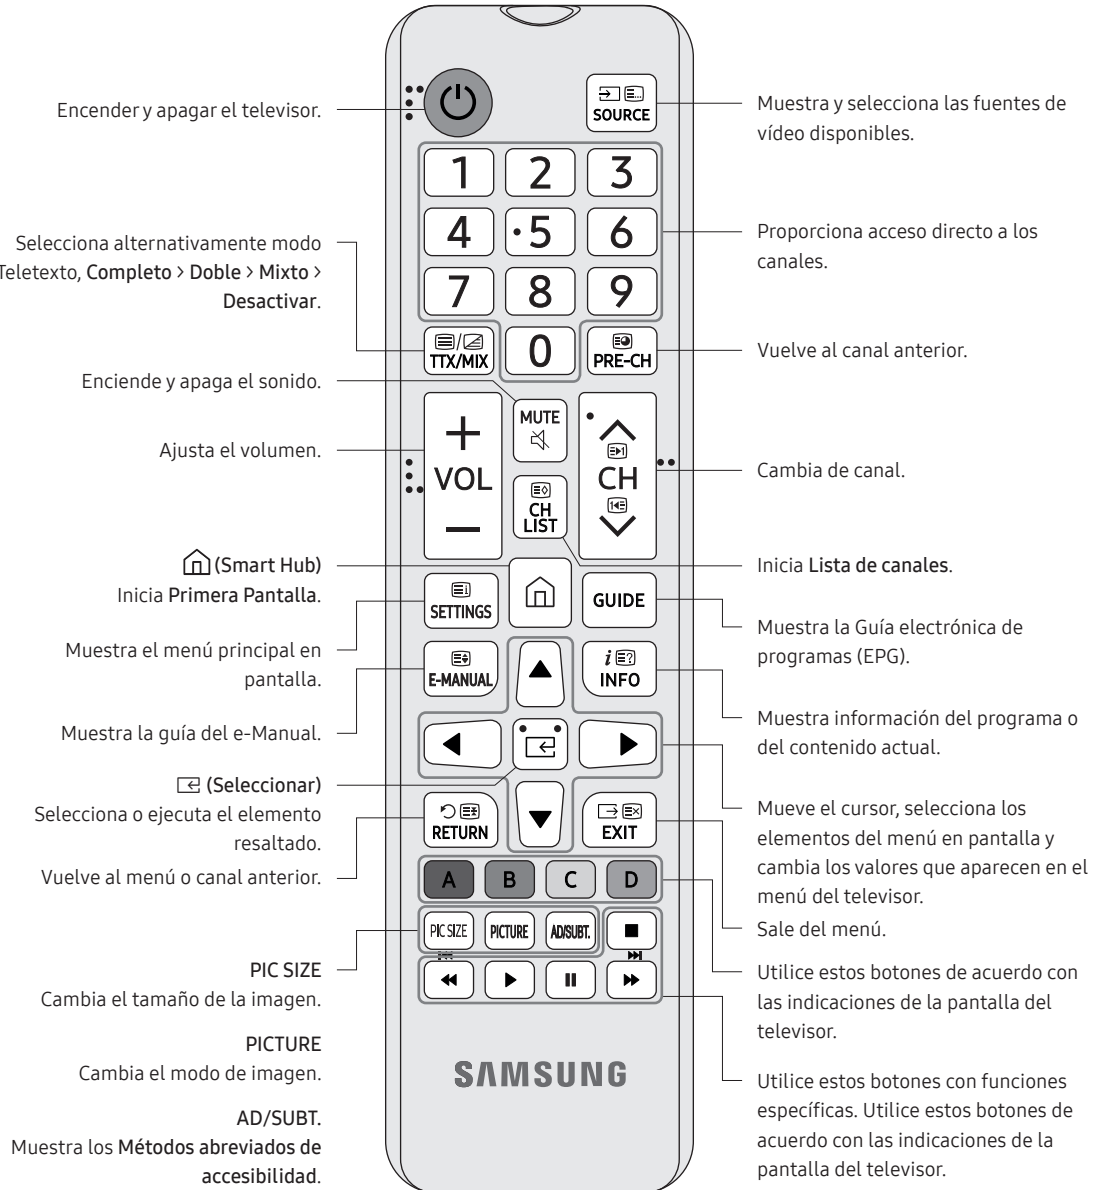 Encender y apagar el televisor.
Selecciona alternativamente modo
Teletexto, Completo > Doble > Mixto >
Desactivar.
Enciende y apaga el sonido.
Ajusta el volumen.
(Smart Hub)
Inicia Primera Pantalla.
Muestra el menú principal en
pantalla.
Muestra la guía del e-Manual.
(Seleccionar)
Selecciona o ejecuta el elemento
resaltado.
Vuelve al menú o canal anterior.
PIC SIZE
Cambia el tamaño de la imagen.
PICTURE
Cambia el modo de imagen.
AD/SUBT.
Muestra los Métodos abreviados de
accesibilidad.
SOURCE
1 2 3
4 5 6
7 8 9
TTX/MIX 0 PRE-CH
MUTE
+
VOL
—
CH
CH
LIST
SETTINGS
GUIDE
E-MANUAL
i
INFO
RETURN
EXIT
A B C D
PIC SIZE PICTURE AD/SUBT.
SAMSUNG
Muestra y selecciona las fuentes de
vídeo disponibles.
Proporciona acceso directo a los
canales.
Vuelve al canal anterior.
Cambia de canal.
Inicia Lista de canales.
Muestra la Guía electrónica de
programas (EPG).
Muestra información del programa o
del contenido actual.
Mueve el cursor, selecciona los
elementos del menú en pantalla y
cambia los valores que aparecen en el
menú del televisor.
Sale del menú.
Utilice estos botones de acuerdo con
las indicaciones de la pantalla del
televisor.
Utilice estos botones con funciones
específicas. Utilice estos botones de
acuerdo con las indicaciones de la
pantalla del televisor.